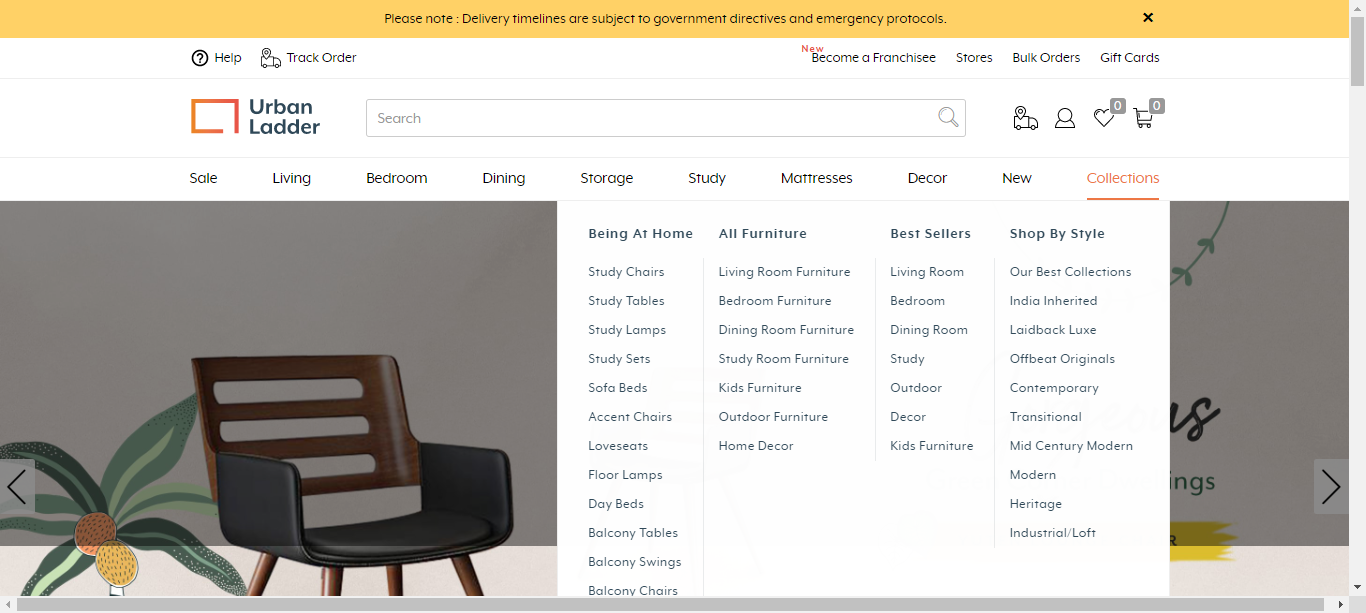 Please note : Delivery timelines are subject to government directives and emergency protocols.
Help
Track Order
New
Become a Franchisee
Stores
Bulk Orders
Gift Cards
Urban
Ladder
Search
0
0
Sale
Living
Bedroom
Dining
Storage
Study
Mattresses
Decor
New
Collections
Being At Home
Study Chairs
Study Tables
Study Lamps
Study Sets
Sofa Beds
Accent Chairs
Loveseats
Floor Lamps
Day Beds
Balcony Tables
Balcony Swings
Balcony Chairs
All Furniture
Living Room Furniture
Bedroom Furniture
Dining Room Furniture
Study Room Furniture
Kids Furniture
Outdoor Furniture
Home Decor
Best Sellers
Living Room
Bedroom
Dining Room
Study
Outdoor
Decor
Kids Furniture
Shop By Style
Our Best Collections
India Inherited
Laidback Luxe
Offbeat Originals
Contemporary
Transitional
Mid Century Modern
Modern
Heritage
Industrial/Loft